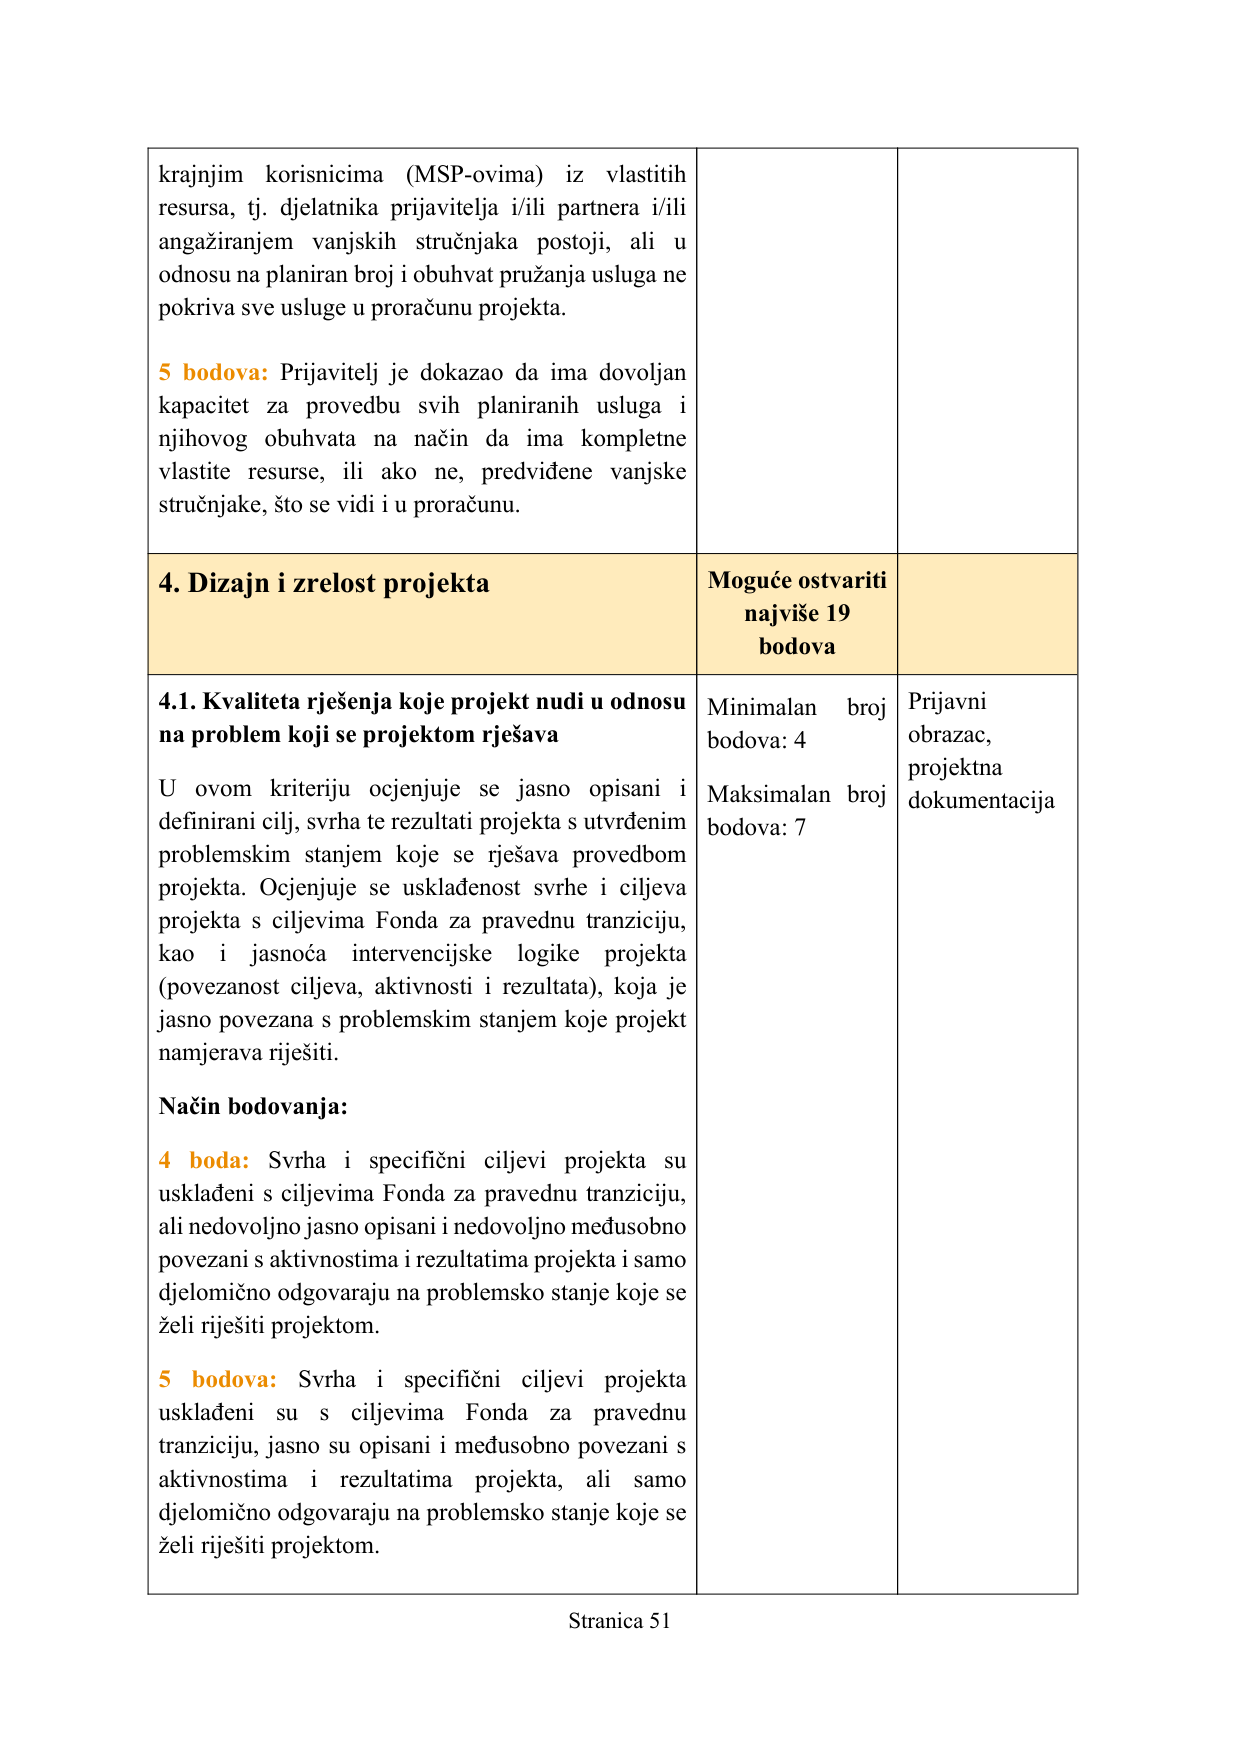 krajnjim korisnicima (MSP-ovima) iz vlastitih
resursa, tj. djelatnika prijavitelja i/ili partnera i/ili
angažiranjem vanjskih stručnjaka postoji, ali u
odnosu na planiran broj i obuhvat pružanja usluga ne
pokriva sve usluge u proračunu projekta.
5 bodova: Prijavitelj je dokazao da ima dovoljan
kapacitet za provedbu svih planiranih usluga i
njihovog obuhvata na način da ima kompletne
vlastite resurse, ili ako ne, predviđene vanjske
stručnjake, što se vidi i u proračunu.
4. Dizajn i zrelost projekta
Moguće ostvariti
najviše 19
bodova
4.1. Kvaliteta rješenja koje projekt nudi u odnosu
na problem koji se projektom rješava
U ovom kriteriju ocjenjuje se jasno opisani i
definirani cilj, svrha te rezultati projekta s utvrđenim
problemskim stanjem koje se rješava provedbom
projekta. Ocjenjuje se usklađenost svrhe i ciljeva
projekta s ciljevima Fonda za pravednu tranziciju,
kao i jasnoća intervencijske logike projekta
(povezanost ciljeva, aktivnosti i rezultata), koja je
jasno povezana s problemskim stanjem koje projekt
namjerava riješiti.
Način bodovanja:
4 boda: Svrha i specifični ciljevi projekta su
usklađeni s ciljevima Fonda za pravednu tranziciju,
ali nedovoljno jasno opisani i nedovoljno međusobno
povezani s aktivnostima i rezultatima projekta i samo
djelomično odgovaraju na problemsko stanje koje se
želi riješiti projektom.
5 bodova: Svrha i specifični ciljevi projekta
usklađeni su s ciljevima Fonda za pravednu
tranziciju, jasno su opisani i međusobno povezani s
aktivnostima i rezultatima projekta, ali samo
djelomično odgovaraju na problemsko stanje koje se
želi riješiti projektom.
Minimalan broj
bodova: 4
Maksimalan broj
bodova: 7
Prijavni
obrazac,
projektna
dokumentacija
Stranica 51